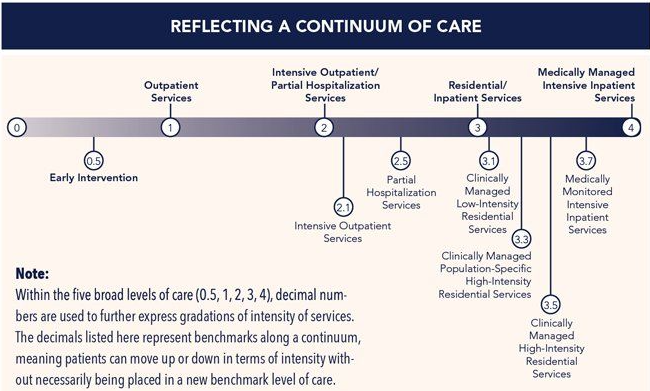 REFLECTING A CONTINUUM OF CARE
Outpatient
Services
Intensive Outpatient/
Partial Hospitalization
Services
Residential/
Inpatient Services
Medically Managed
Intensive Inpatient
Services
0
1
2
3
4
0.5
Early Intervention
2.1
Intensive Outpatient
Services
2.5
Partial
Hospitalization
Services
3.1
Clinically
Managed
Low-Intensity
Residential
Services
3.3
Clinically Managed
Population-Specific
High-Intensity
Residential Services
3.5
Clinically
Managed
High-Intensity
Residential
Services
3.7
Medically
Monitored
Intensive
Inpatient
Services
Note:
Within the five broad levels of care (0.5, 1, 2, 3, 4), decimal num-
bers are used to further express gradations of intensity of services.
The decimals listed here represent benchmarks along a continuum,
meaning patients can move up or down in terms of intensity with-
out necessarily being placed in a new benchmark level of care.